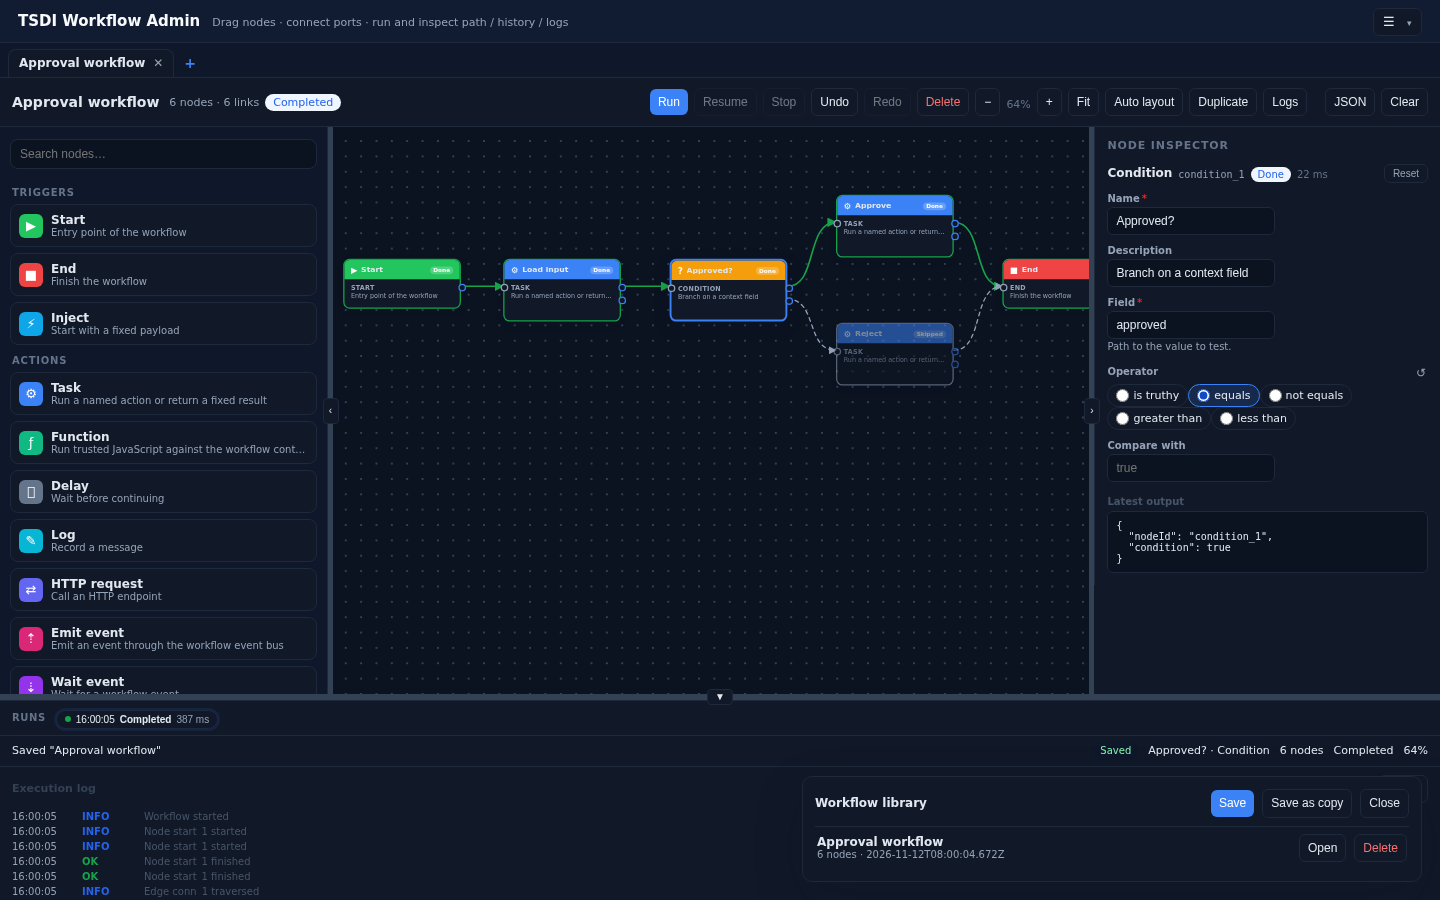 TSDI Workflow Admin Drag nodes · connect ports · run and inspect path / history / logs ☰ ▾
Approval workflow ✕ +
Approval workflow 6 nodes · 6 links Completed Run Resume Stop Undo Redo Delete − 64% + Fit Auto layout Duplicate Logs JSON Clear
Search nodes…
TRIGGERS
Start
Entry point of the workflow
End
Finish the workflow
Inject
Start with a fixed payload
ACTIONS
Task
Run a named action or return a fixed result
Function
Run trusted JavaScript against the workflow cont…
Delay
Wait before continuing
Log
Record a message
HTTP request
Call an HTTP endpoint
Emit event
Emit an event through the workflow event bus
Wait event
Wait for a workflow event
Start Done
START
Entry point of the workflow
Load input Done
TASK
Run a named action or return…
? Approved? Done
CONDITION
Branch on a context field
Approve Done
TASK
Run a named action or return…
Reject Skipped
TASK
Run a named action or return…
End
END
Finish the workflow
NODE INSPECTOR
Condition condition_1 Done 22 ms Reset
Name *
Approved?
Description
Branch on a context field
Field *
approved
Path to the value to test.
Operator ↺
is truthy equals not equals
greater than less than
Compare with
true
Latest output
{
"nodeId": "condition_1",
"condition": true
}
RUNS 16:00:05 Completed 387 ms
Saved "Approval workflow" Saved Approved? · Condition 6 nodes Completed 64%
Execution log
16:00:05 INFO Workflow started
16:00:05 INFO Node start_1 started
16:00:05 INFO Node start_1 started
16:00:05 OK Node start_1 finished
16:00:05 OK Node start_1 finished
16:00:05 INFO Edge conn_1 traversed
Workflow library Save Save as copy Close
Approval workflow
6 nodes · 2026-11-12T08:00:04.672Z
Open Delete